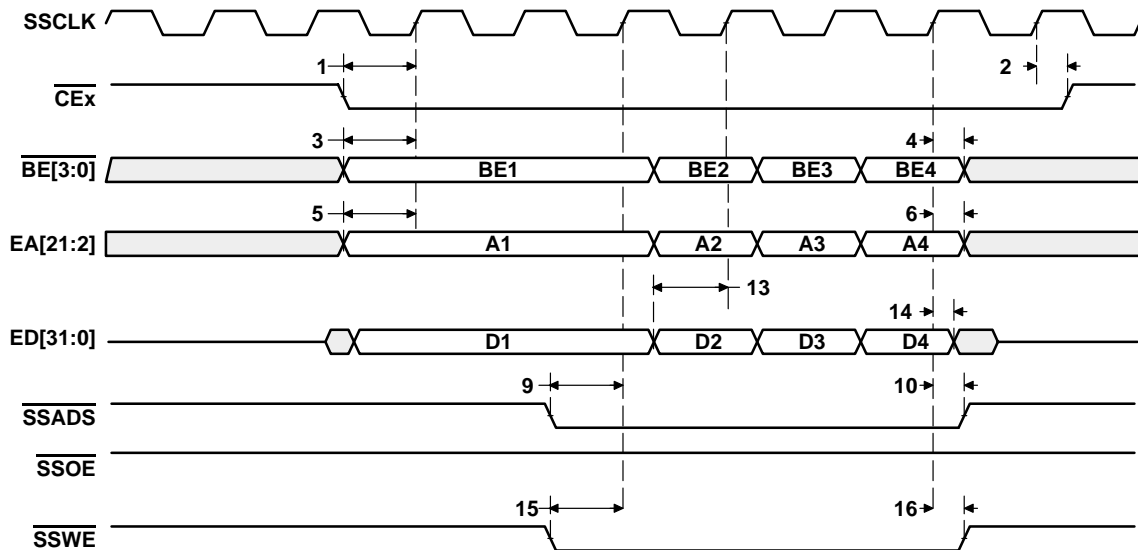 SSCLK
1
2
CEx
3
4
BE[3:0]
BE1
BE2
BE3
BE4
5
6
EA[21:2]
A1
A2
A3
A4
13
14
ED[31:0]
D1
D2
D3
D4
9
10
SSADS
SSOE
15
16
SSWE